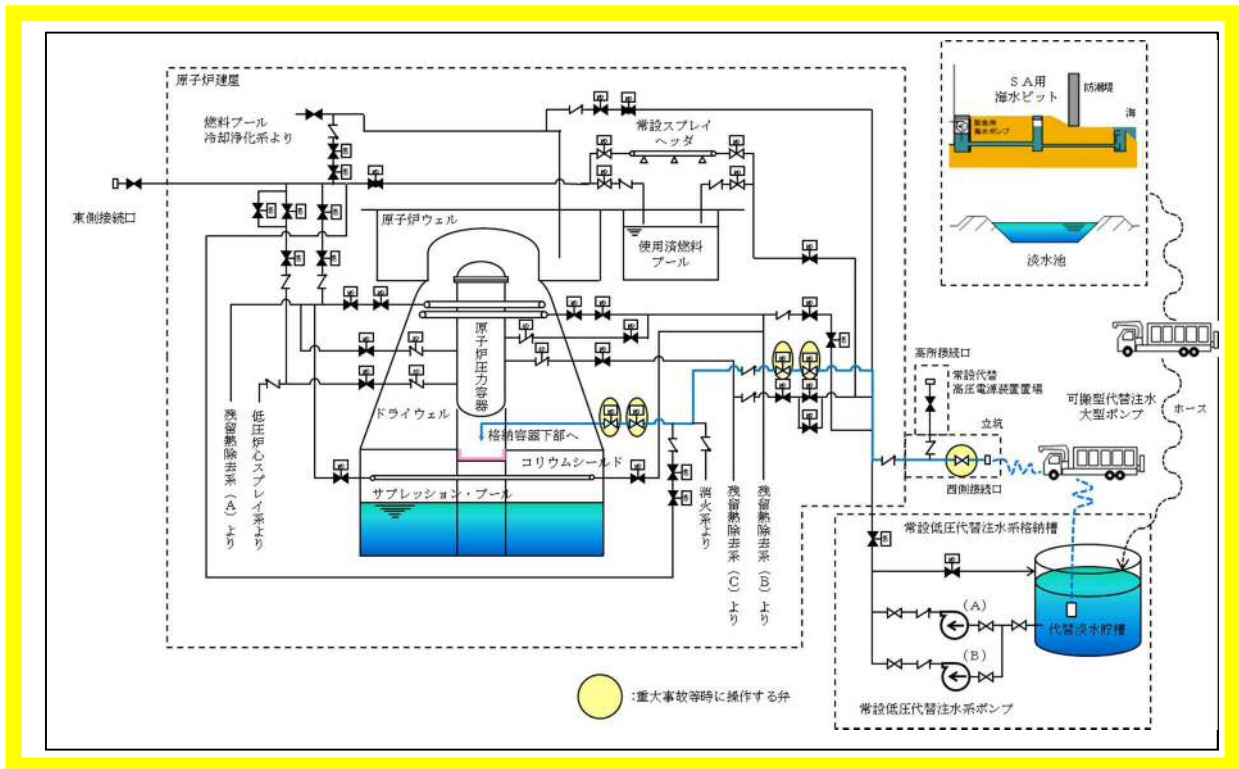 原子炉建屋
燃料プール
冷却浄化系より
東側接続口
常設スプレイ
ヘッダ
原子炉ウェル
使用済燃料
プール
原子炉圧力容器
ドライウェル
格納容器下部へ
コリウムシールド
サプレッション・プール
残留熱除去系(A)より
低圧炉心スプレイ系より
消火系より
残留熱除去系(C)より
残留熱除去系(B)より
SA用
海水ピット
防潮堤
海
緊急用
海水ポンプ
淡水池
高所接続口
常設代替
高圧電源装置置場
立坑
西側接続口
可搬型代替注水
大型ポンプ
ホース
常設低圧代替注水系格納槽
(A)
(B)
代替淡水貯槽
常設低圧代替注水系ポンプ
:重大事故等時に操作する弁